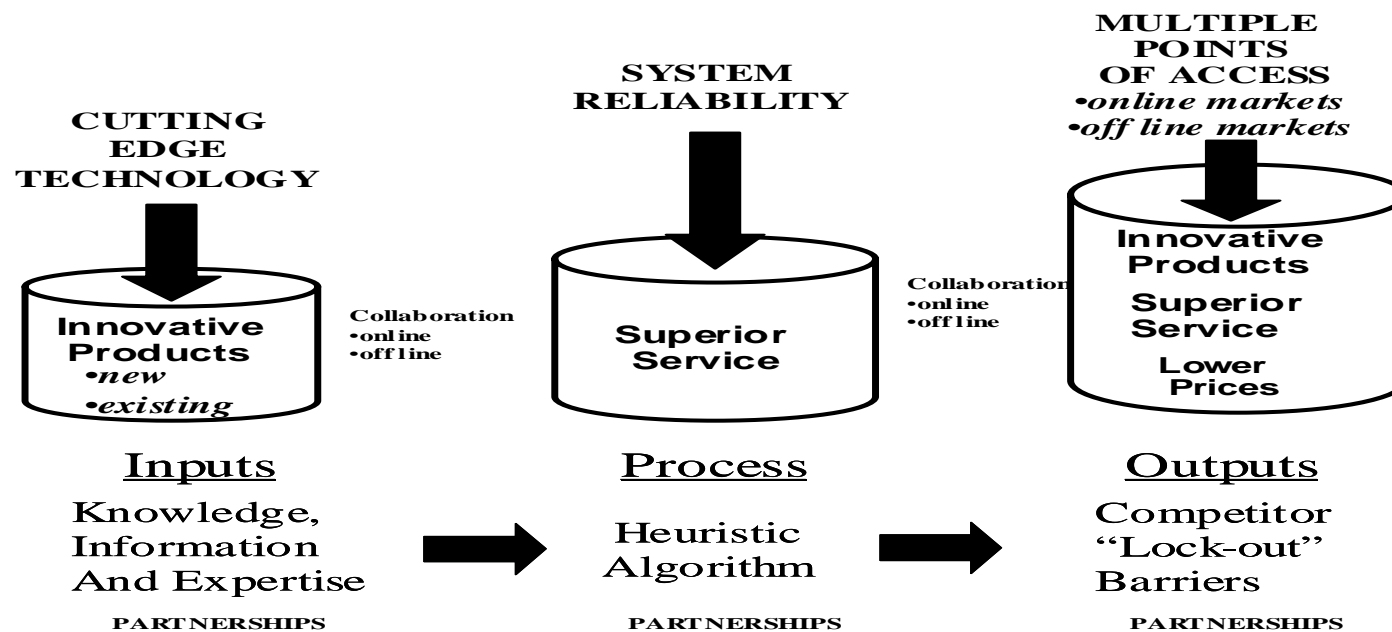 CUTTING
EDGE
TECHNOLOGY
Innovative
Products
•new
•existing
Collaboration
•online
•offline
SYSTEM
RELIABILITY
Superior
Service
Collaboration
•online
•offline
MULTIPLE
POINTS
OF ACCESS
•online markets
•off line markets
Innovative
Products
Superior
Service
Lower
Prices
Inputs
Knowledge,
Information
And Expertise
PARTNERSHIPS
Process
Heuristic
Algorithm
PARTNERSHIPS
Outputs
Competitor
“Lock-out”
Barriers
PARTNERSHIPS